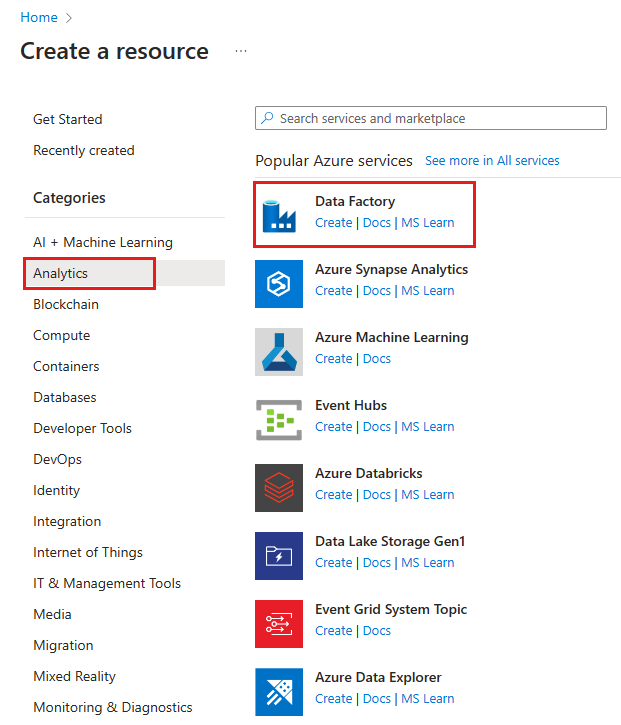 Home >
Create a resource ...
Get Started
Recently created
Categories
AI + Machine Learning
Analytics
Blockchain
Compute
Containers
Databases
Developer Tools
DevOps
Identity
Integration
Internet of Things
IT & Management Tools
Media
Migration
Mixed Reality
Monitoring & Diagnostics
Search services and marketplace
Popular Azure services See more in All services
Data Factory
Create | Docs | MS Learn
Azure Synapse Analytics
Create | Docs | MS Learn
Azure Machine Learning
Create | Docs
Event Hubs
Create | Docs | MS Learn
Azure Databricks
Create | Docs | MS Learn
Data Lake Storage Gen1
Create | Docs | MS Learn
Event Grid System Topic
Create | Docs
Azure Data Explorer
Create | Docs | MS Learn